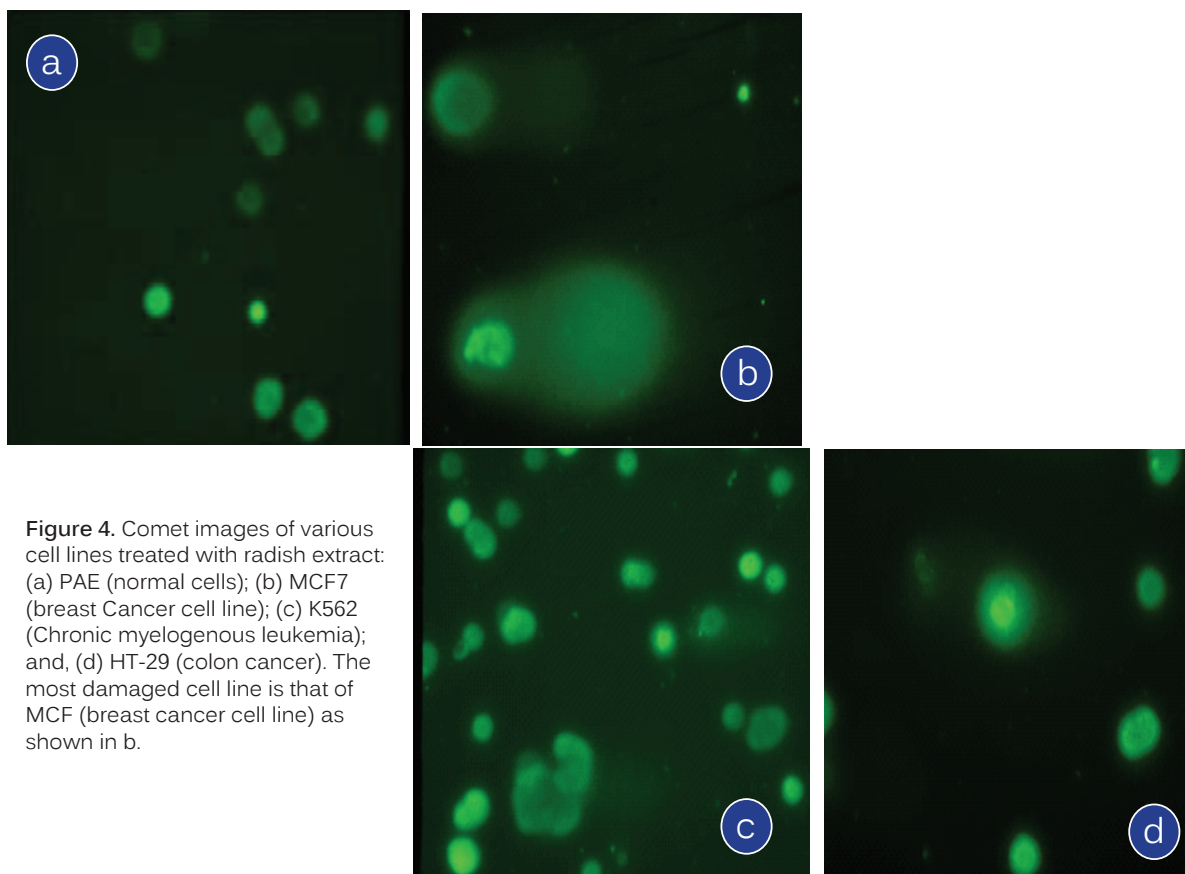 a
b
Figure 4. Comet images of various
cell lines treated with radish extract:
(a) PAE (normal cells); (b) MCF7
(breast Cancer cell line); (c) K562
(Chronic myelogenous leukemia);
and, (d) HT-29 (colon cancer). The
most damaged cell line is that of
MCF (breast cancer cell line) as
shown in b.
c
d